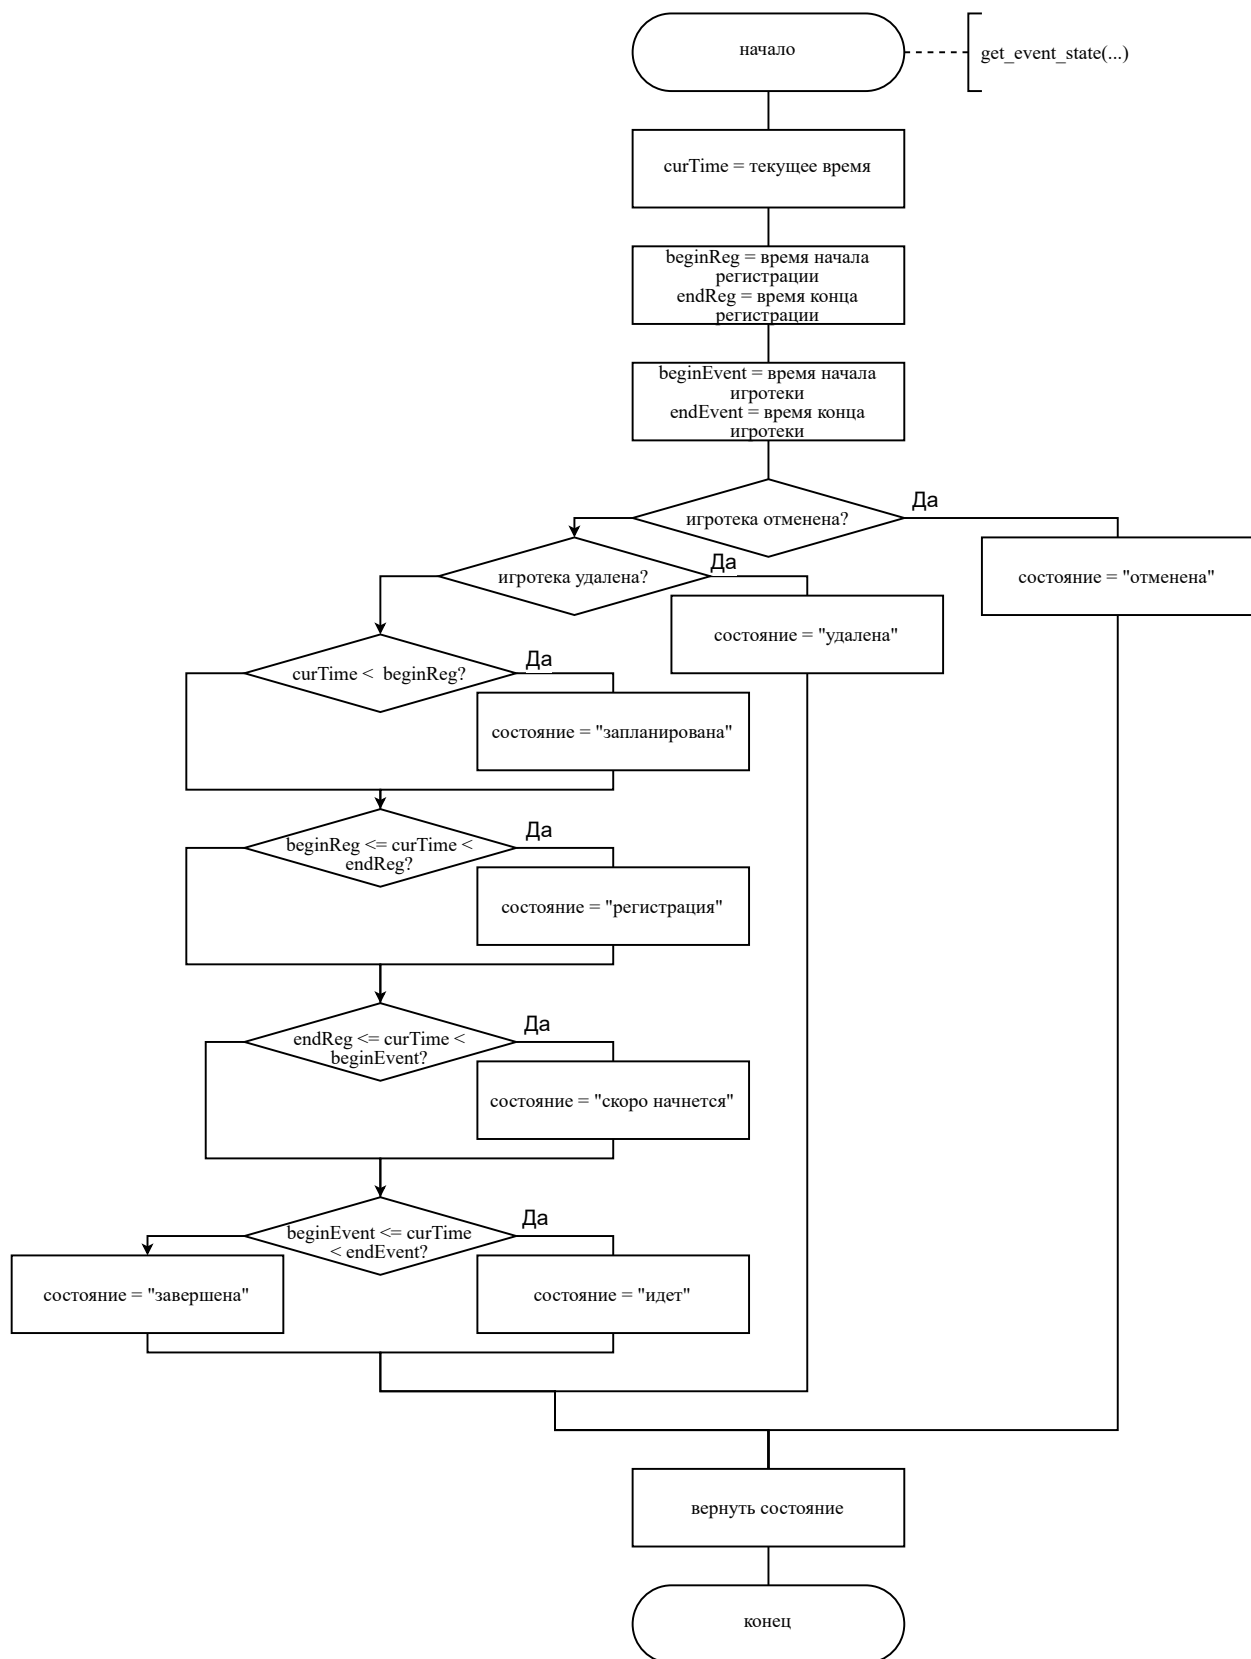 начало
get_event_state(...)
curTime = текущее время
beginReg = время начала
регистрации
endReg = время конца
регистрации
beginEvent = время начала
игротеки
endEvent = время конца
игротеки
игротека отменена?
Да
состояние = "отменена"
игротека удалена?
Да
состояние = "удалена"
curTime <  beginReg?
Да
состояние = "запланирована"
beginReg <= curTime <
endReg?
Да
состояние = "регистрация"
endReg <= curTime <
beginEvent?
Да
состояние = "скоро начнется"
beginEvent <= curTime
< endEvent?
Да
состояние = "завершена"
состояние = "идет"
вернуть состояние
конец